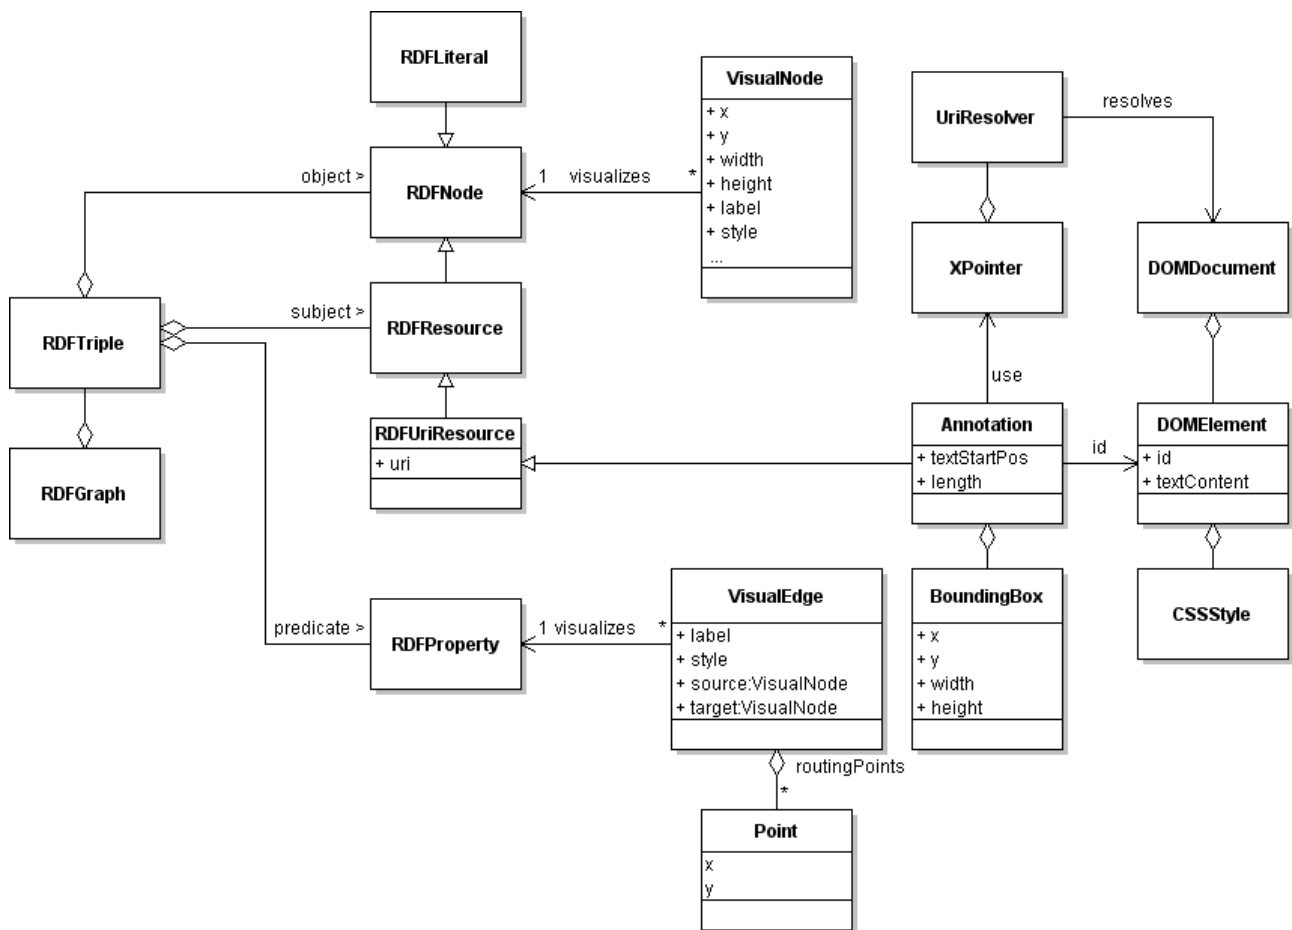 RDFLiteral
VisualNode
+ x
+ y
+ width
+ height
+ label
+ style
...
UriResolver
resolves
object >
RDFNode
1 visualizes *
XPointer
DOMDocument
RDFTriple
subject >
RDFResource
use
RDFUriResource
+ uri
Annotation
+ textStartPos
+ length
id
DOMElement
+ id
+ textContent
RDFGraph
predicate >
RDFProperty
1 visualizes *
VisualEdge
+ label
+ style
+ source:VisualNode
+ target:VisualNode
BoundingBox
+ x
+ y
+ width
+ height
CSSStyle
routingPoints
*
Point
x
y